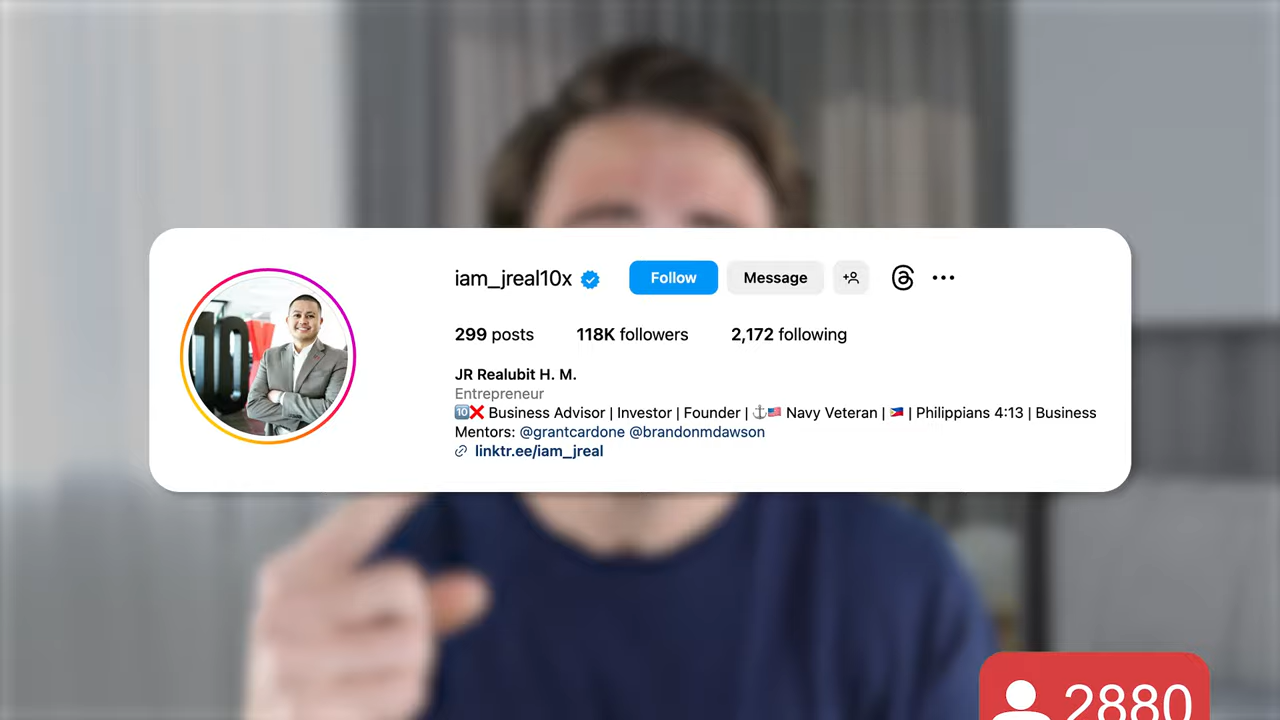 iam_jreal10x Follow Message
299 posts 118K followers 2,172 following
JR Realubit H. M.
Entrepreneur
🔟❌ Business Advisor | Investor | Founder | ⚓🇺🇸 Navy Veteran | 🇵🇭 | Philippians 4:13 | Business
Mentors: @grantcardone @brandonmdawson
linktr.ee/iam_jreal
10X
2880